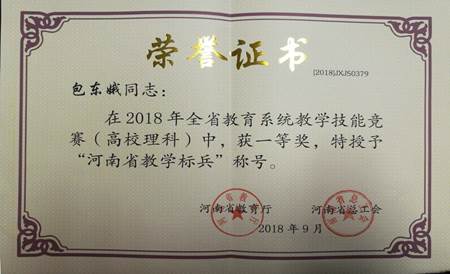 荣誉证书
[2018]JXJS0379
包东娥同志：
在2018年全省教育系统教学技能竞
赛（高校理科）中，获一等奖，特授予
“河南省教学标兵”称号。
河南省教育厅 河南省总工会
2018年9月